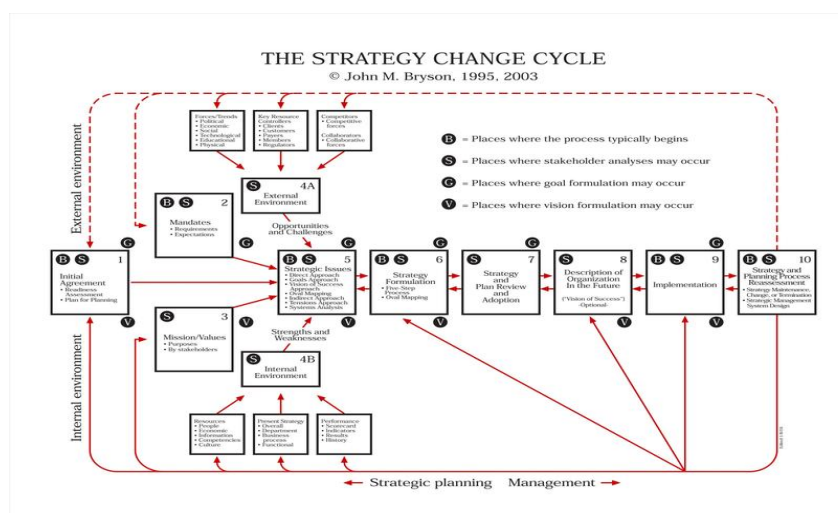 THE STRATEGY CHANGE CYCLE
© John M. Bryson, 1995, 2003
External environment
Internal environment
Forces/Trends
• Political
• Economic
• Social
• Technological
• Educational
• Physical
Key Resource
Controllers
• Clients
• Customers
• Payers
• Members
• Regulators
Competitors
• Competitive
forces
Collaborators
• Collaborative
forces
B = Places where the process typically begins
S = Places where stakeholder analyses may occur
G = Places where goal formulation may occur
V = Places where vision formulation may occur
S 4A
External
Environment
Opportunities
and Challenges
B S 2
Mandates
• Requirements
• Expectations
G
B S 1
Initial
Agreement
• Readiness
Assessment
• Plan for Planning
G
V
S 3
Mission/Values
• Purposes
• By stakeholders
V
B S 5
Strategic Issues
• Direct Approach
• Goals Approach
• Vision of Success
Approach
• Oval Mapping
• Indirect Approach
• Tensions Approach
• Systems Analysis
G
V
B S 6
Strategy
Formulation
• Five-Step
Process
• Oval Mapping
G
V
S 7
Strategy
and
Plan Review
and
Adoption
G
S 8
Description of
Organization
In the Future
("Vision of Success")
-Optional-
V
B S 9
Implementation
G
V
B S 10
Strategy and
Planning Process
Reassessment
• Strategy Maintenance,
Change, or Termination
• Strategic Management
System Design
Strengths and
Weaknesses
S 4B
Internal
Environment
Resources
• People
• Economic
• Information
• Competencies
• Culture
Present Strategy
• Overall
• Department
• Business
process
• Functional
Performance
• Scorecard
• Indicators
• Results
• History
Strategic planning Management